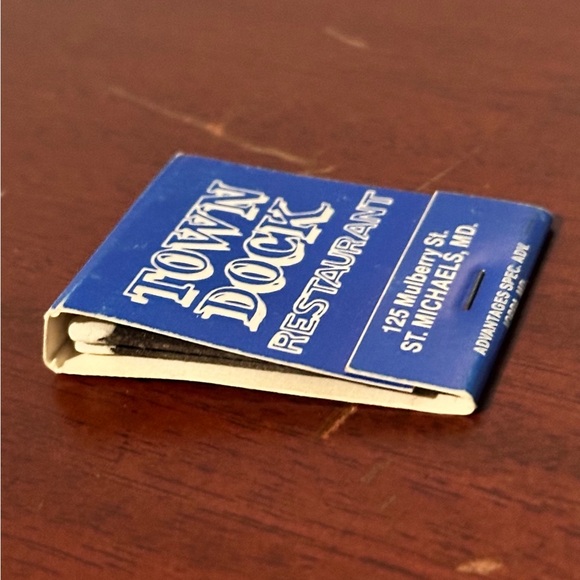 TOWN
DOCK
RESTAURANT
125 Mulberry St.
ST. MICHAELS, MD.
ADVANTAGES SPEC. ADV.